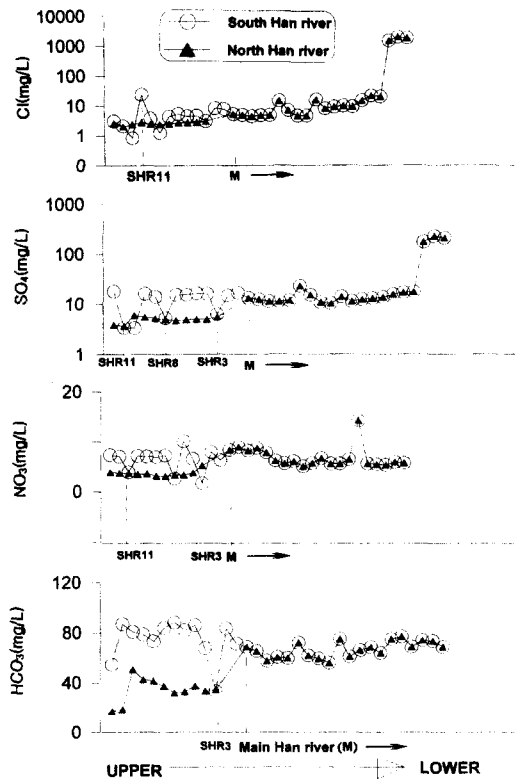 South Han river
North Han river
Cl(mg/L)
10000
1000
100
10
1
0
SHR11 M
SO₄(mg/L)
1000
100
10
1
SHR11 SHR8 SHR3 M
NO₃(mg/L)
20
0
SHR11 SHR3 M
HCO₃(mg/L)
120
80
40
0
SHR3 Main Han river (M)
UPPER LOWER